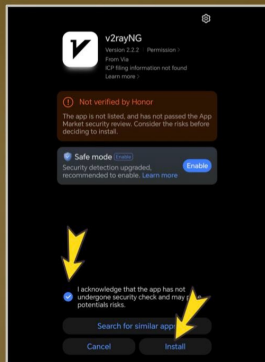 v2rayNG
Version 2.2.2 Permission
From Via
ICP filing information not found
Learn more
Not verified by Honor
The app is not listed, and has not passed the App
Market security review. Consider the risks before
deciding to install.
Safe mode Enable
Security detection upgraded,
recommended to enable. Learn more
Enable
I acknowledge that the app has not
undergone security check and may
potentials risks.
Search for similar apps
Cancel
Install